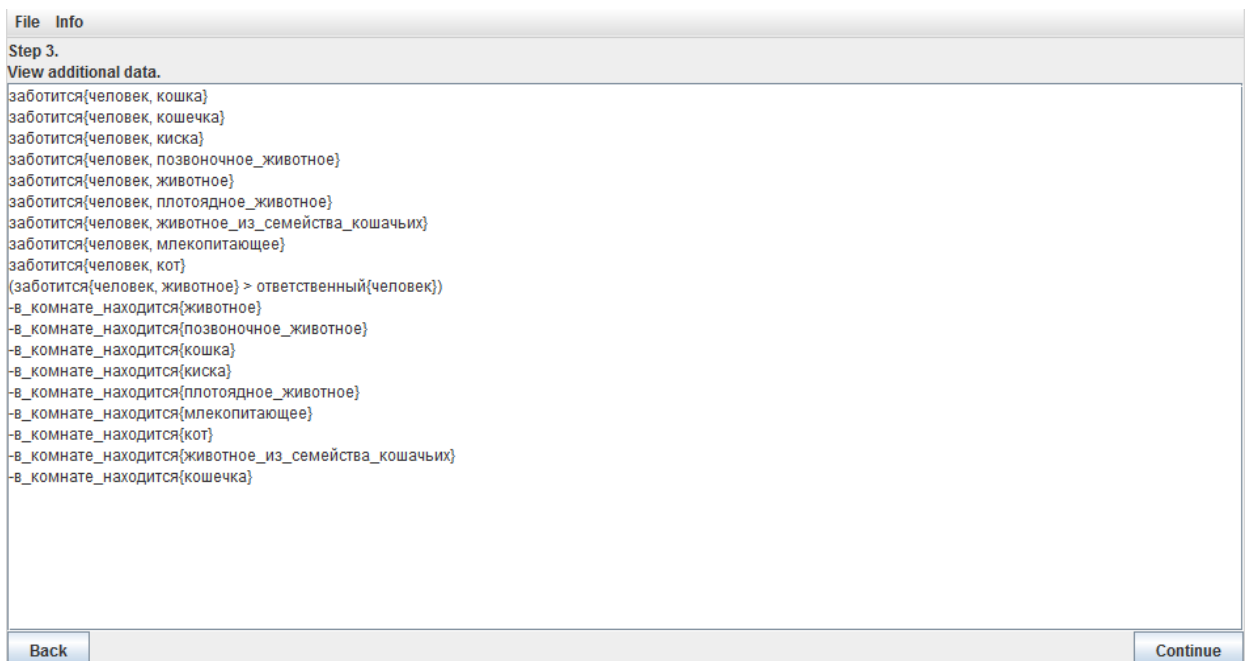 File Info
Step 3.
View additional data.
заботится{человек, кошка}
заботится{человек, кошечка}
заботится{человек, киска}
заботится{человек, позвоночное_животное}
заботится{человек, животное}
заботится{человек, плотоядное_животное}
заботится{человек, животное_из_семейства_кошачьих}
заботится{человек, млекопитающее}
заботится{человек, кот}
(заботится{человек, животное} > ответственный{человек})
-в_комнате_находится{животное}
-в_комнате_находится{позвоночное_животное}
-в_комнате_находится{кошка}
-в_комнате_находится{киска}
-в_комнате_находится{плотоядное_животное}
-в_комнате_находится{млекопитающее}
-в_комнате_находится{кот}
-в_комнате_находится{животное_из_семейства_кошачьих}
-в_комнате_находится{кошечка}
Back Continue